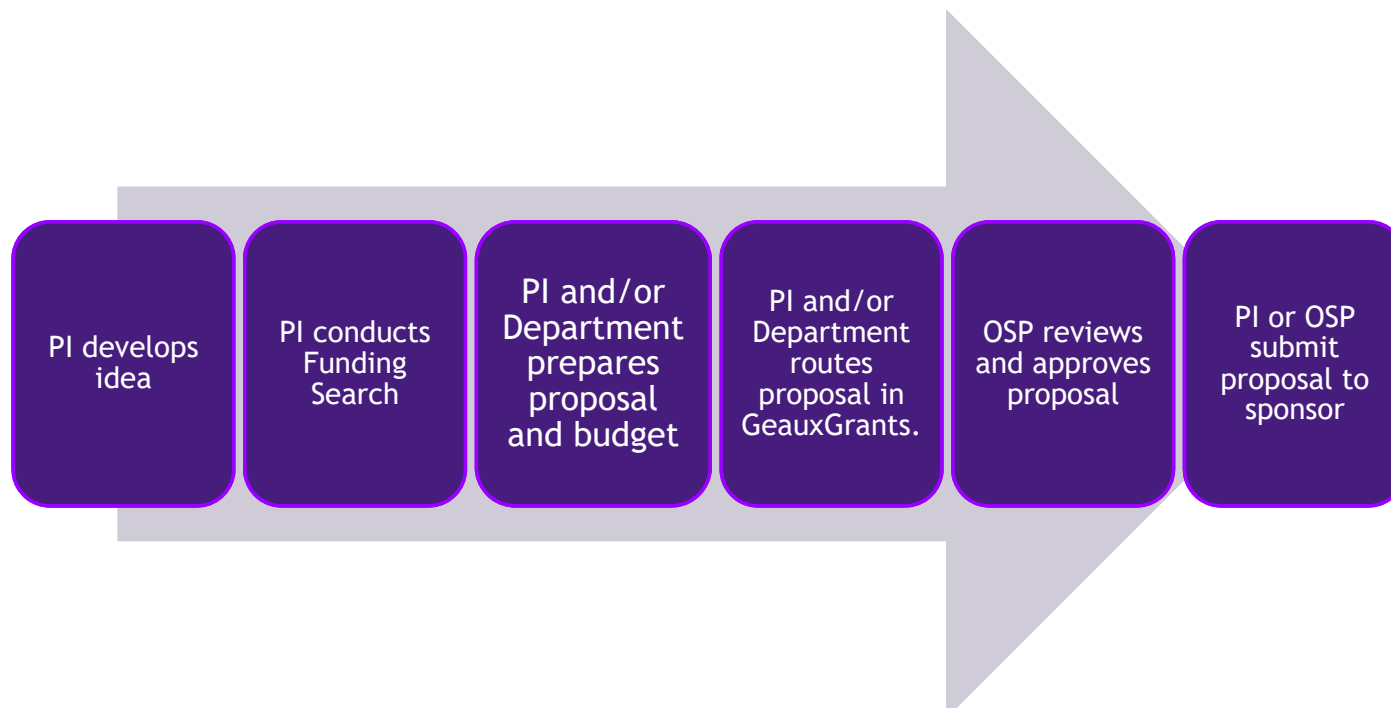 PI develops
idea
PI conducts
Funding
Search
PI and/or
Department
prepares
proposal
and budget
PI and/or
Department
routes
proposal in
GeauxGrants.
OSP reviews
and approves
proposal
PI or OSP
submit
proposal to
sponsor